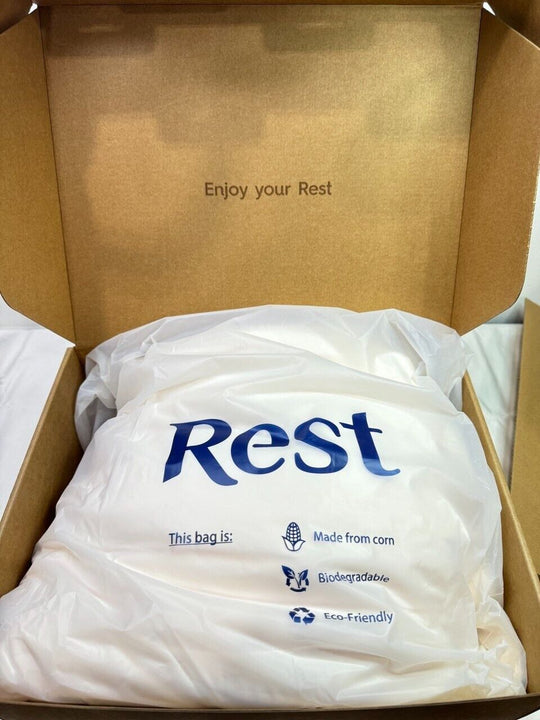 Enjoy your Rest
Rest
This bag is:
Made from corn
Biodegradable
Eco-Friendly